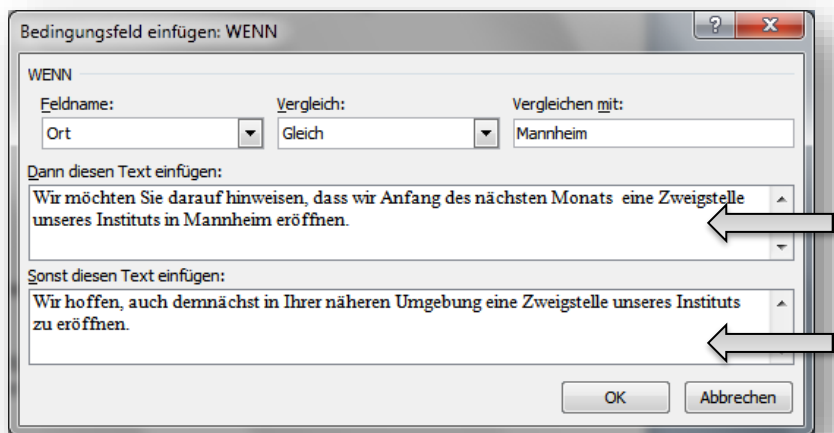 Bedingungsfeld einfügen: WENN
WENN
Feldname: Vergleich: Vergleichen mit:
Ort Gleich Mannheim
Dann diesen Text einfügen:
Wir möchten Sie darauf hinweisen, dass wir Anfang des nächsten Monats  eine Zweigstelle
unseres Instituts in Mannheim eröffnen.
Sonst diesen Text einfügen:
Wir hoffen, auch demnächst in Ihrer näheren Umgebung eine Zweigstelle unseres Instituts
zu eröffnen.
OK Abbrechen